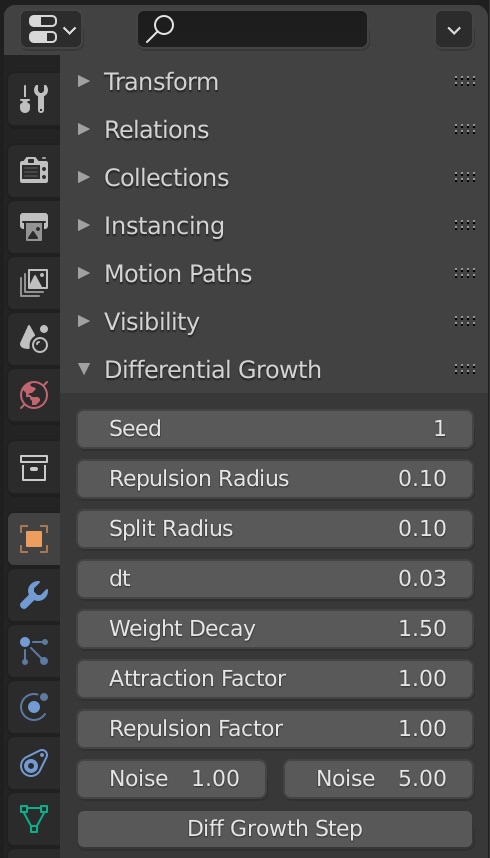 Transform
Relations
Collections
Instancing
Motion Paths
Visibility
Differential Growth
Seed 1
Repulsion Radius 0.10
Split Radius 0.10
dt 0.03
Weight Decay 1.50
Attraction Factor 1.00
Repulsion Factor 1.00
Noise 1.00 Noise 5.00
Diff Growth Step